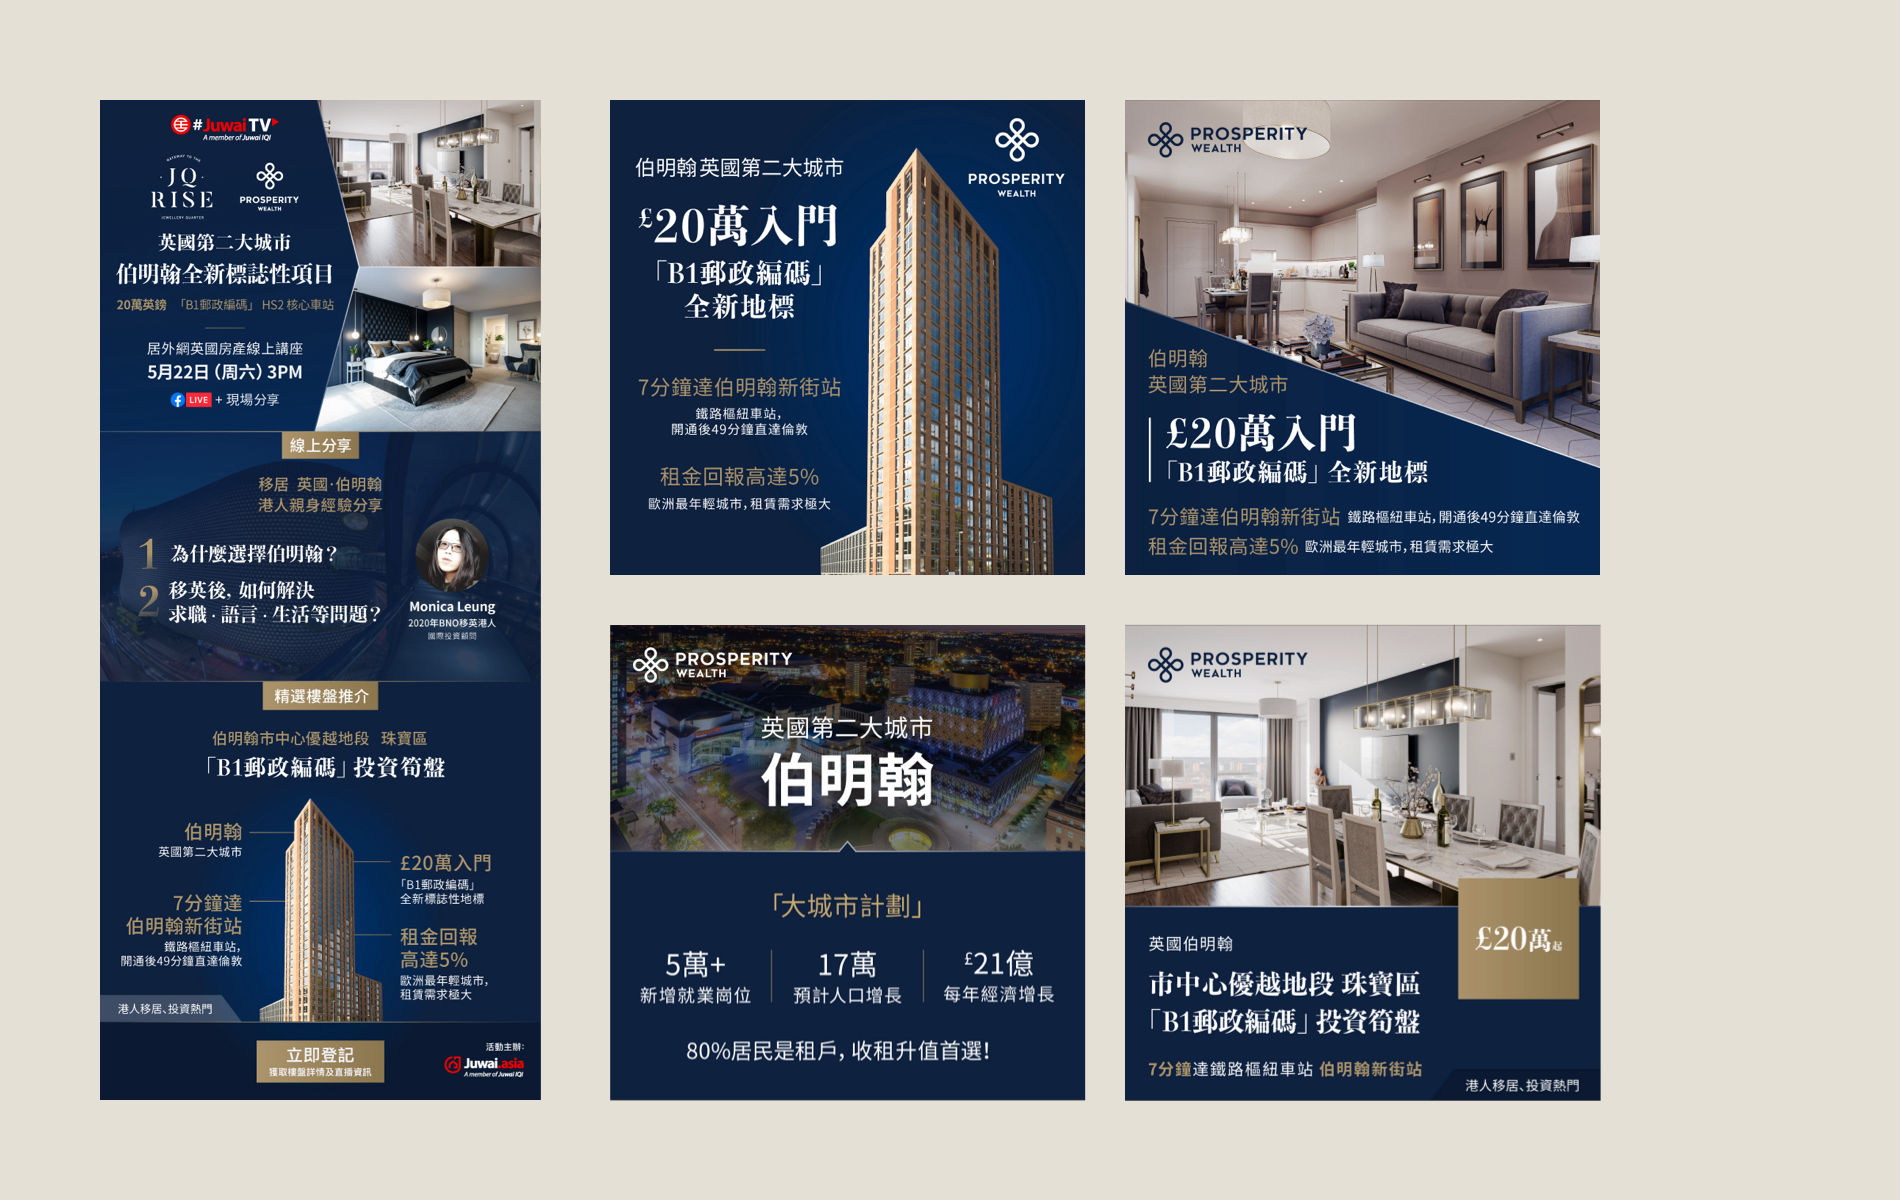 #Juwai TV
A member of Juwai IQI
GATEWAY TO THE
JQ
RISE
JEWELLERY QUARTER
PROSPERITY
WEALTH
英國第二大城市
伯明翰全新標誌性項目
20萬英鎊 「B1郵政編碼」 HS2 核心車站
居外網英國房產線上講座
5月22日（周六）3PM
LIVE + 現場分享
線上分享
移居 英國·伯明翰
港人親身經驗分享
1 為什麼選擇伯明翰？
2 移英後, 如何解決
求職 · 語言 · 生活等問題？
Monica Leung
2020年BNO移英港人
國際投資顧問
精選樓盤推介
伯明翰市中心優越地段 珠寶區
「B1郵政編碼」投資筍盤
伯明翰
英國第二大城市
7分鐘達
伯明翰新街站
鐵路樞紐車站,
開通後49分鐘直達倫敦
£20萬入門
「B1郵政編碼」
全新標誌性地標
租金回報
高達5%
歐洲最年輕城市,
租賃需求極大
港人移居、投資熱門
立即登記
獲取樓盤詳情及直播資訊
活動主辦:
Juwai.asia
A member of Juwai IQI
PROSPERITY
WEALTH
伯明翰英國第二大城市
£20萬入門
「B1郵政編碼」
全新地標
7分鐘達伯明翰新街站
鐵路樞紐車站,
開通後49分鐘直達倫敦
租金回報高達5%
歐洲最年輕城市, 租賃需求極大
PROSPERITY
WEALTH
伯明翰
英國第二大城市
£20萬入門
「B1郵政編碼」全新地標
7分鐘達伯明翰新街站 鐵路樞紐車站, 開通後49分鐘直達倫敦
租金回報高達5% 歐洲最年輕城市, 租賃需求極大
PROSPERITY
WEALTH
英國第二大城市
伯明翰
「大城市計劃」
5萬+
新增就業崗位
17萬
預計人口增長
£21億
每年經濟增長
80%居民是租戶, 收租升值首選!
PROSPERITY
WEALTH
£20萬起
英國伯明翰
市中心優越地段 珠寶區
「B1郵政編碼」投資筍盤
7分鐘達鐵路樞紐車站 伯明翰新街站
港人移居、投資熱門